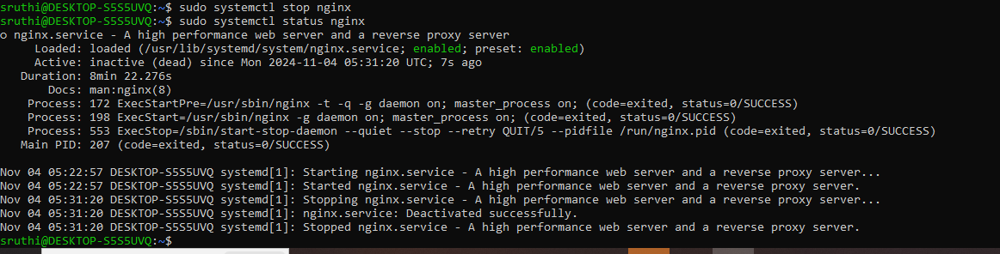 sruthi@DESKTOP-S5S5UVQ:~$ sudo systemctl stop nginx
sruthi@DESKTOP-S5S5UVQ:~$ sudo systemctl status nginx
o nginx.service - A high performance web server and a reverse proxy server
Loaded: loaded (/usr/lib/systemd/system/nginx.service; enabled; preset: enabled)
Active: inactive (dead) since Mon 2024-11-04 05:31:20 UTC; 7s ago
Duration: 8min 22.276s
Docs: man:nginx(8)
Process: 172 ExecStartPre=/usr/sbin/nginx -t -q -g daemon on; master_process on; (code=exited, status=0/SUCCESS)
Process: 198 ExecStart=/usr/sbin/nginx -g daemon on; master_process on; (code=exited, status=0/SUCCESS)
Process: 553 ExecStop=/sbin/start-stop-daemon --quiet --stop --retry QUIT/5 --pidfile /run/nginx.pid (code=exited, status=0/SUCCESS)
Main PID: 207 (code=exited, status=0/SUCCESS)
Nov 04 05:22:57 DESKTOP-S5S5UVQ systemd[1]: Starting nginx.service - A high performance web server and a reverse proxy server...
Nov 04 05:22:57 DESKTOP-S5S5UVQ systemd[1]: Started nginx.service - A high performance web server and a reverse proxy server.
Nov 04 05:31:20 DESKTOP-S5S5UVQ systemd[1]: Stopping nginx.service - A high performance web server and a reverse proxy server...
Nov 04 05:31:20 DESKTOP-S5S5UVQ systemd[1]: nginx.service: Deactivated successfully.
Nov 04 05:31:20 DESKTOP-S5S5UVQ systemd[1]: Stopped nginx.service - A high performance web server and a reverse proxy server.
sruthi@DESKTOP-S5S5UVQ:~$